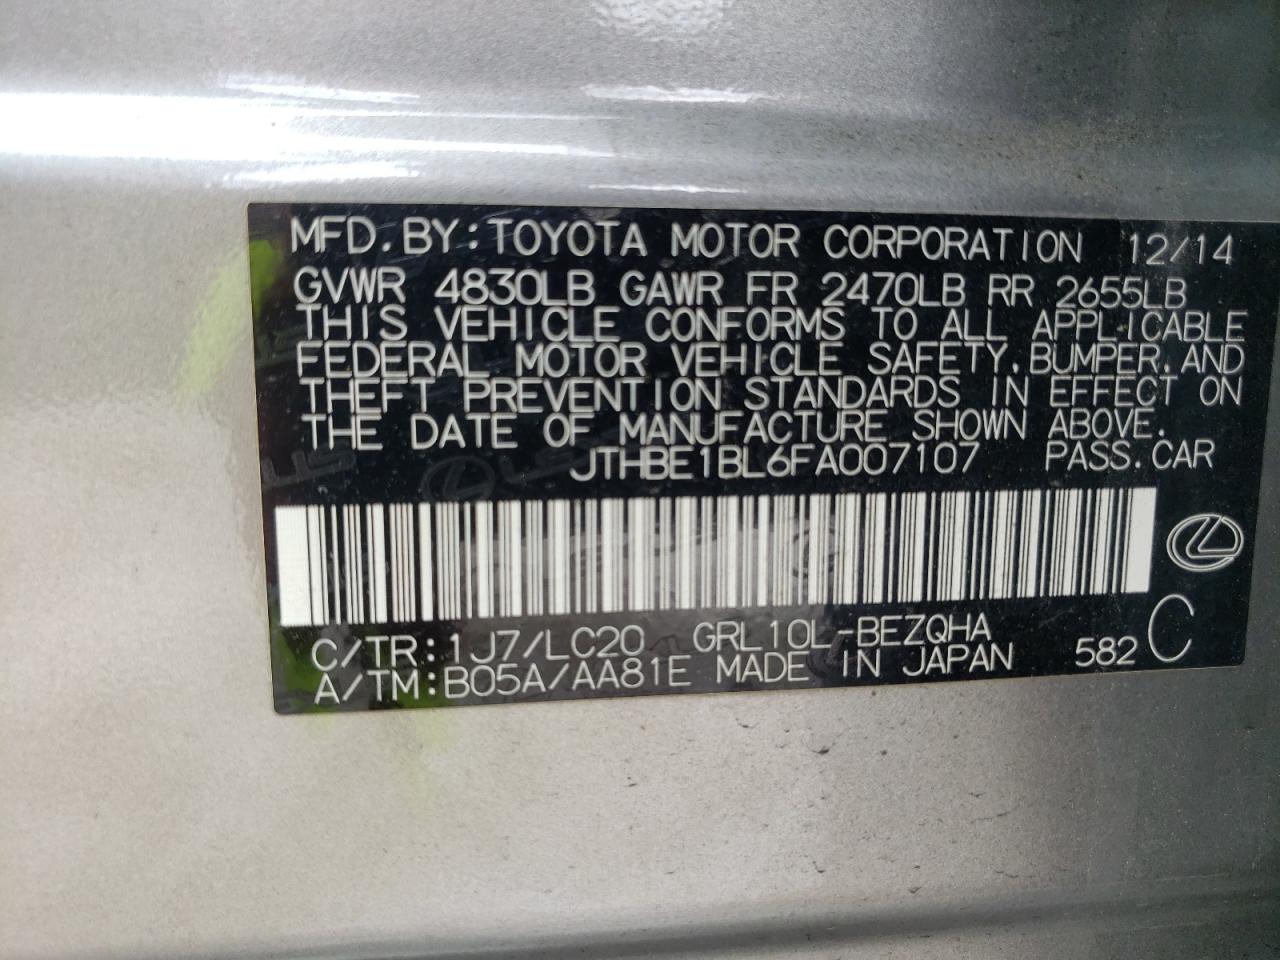 MFD.BY:TOYOTA MOTOR CORPORATION 12/14
GVWR 4830LB GAWR FR 2470LB RR 2655LB
THIS VEHICLE CONFORMS TO ALL APPLICABLE
FEDERAL MOTOR VEHICLE SAFETY,BUMPER,AND
THEFT PREVENTION STANDARDS IN EFFECT ON
THE DATE OF MANUFACTURE SHOWN ABOVE.
JTHBE1BL6FA007107 PASS.CAR
C/TR:1J7/LC20 GRL10L-BEZQHA
A/TM:B05A/AA81E MADE IN JAPAN 582 C